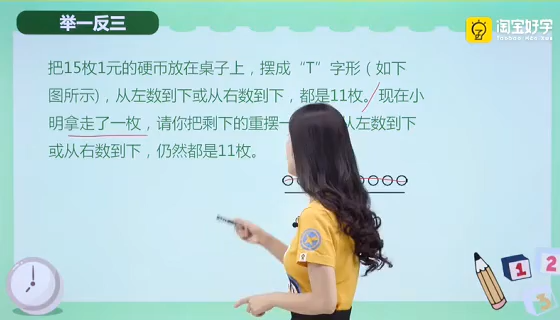 举一反三
淘宝好学
把15枚1元的硬币放在桌子上，摆成“T”字形（如下
图所示），从左数到下或从右数到下，都是11枚。现在小
明拿走了一枚，请你把剩下的重摆一 从左数到下
或从右数到下，仍然都是11枚。
1
2
3